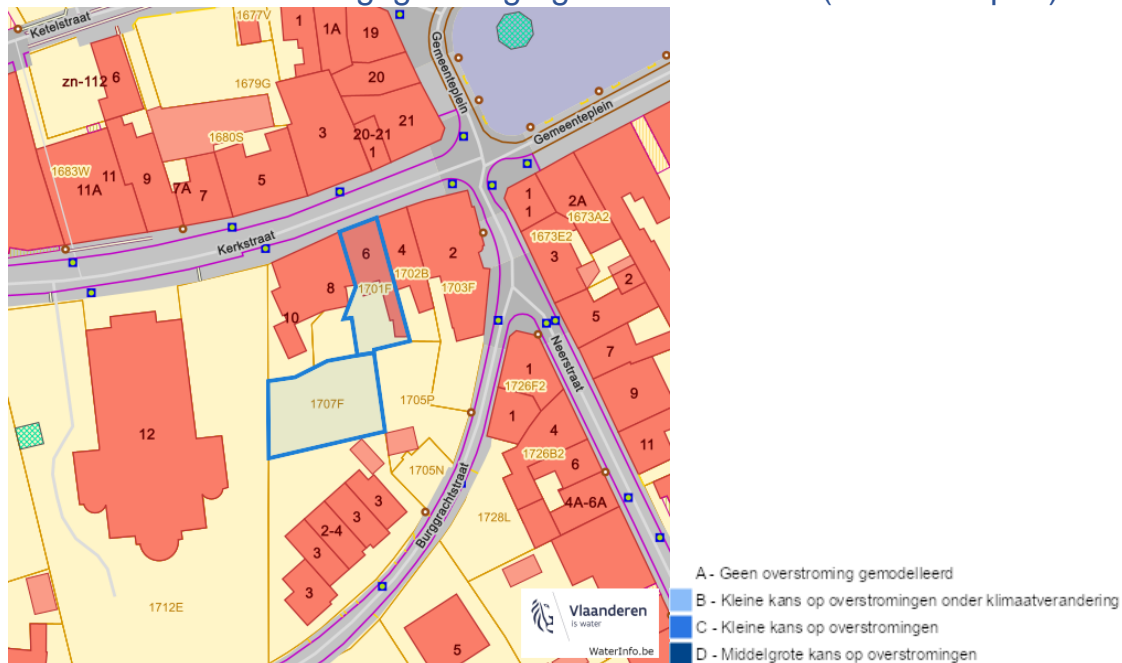 Ketelstraat
1677V
1
1A
19
Gemeenteplein
zn-112
6
1679G
20
Gemeenteplein
1680S
3
20-21
21
1
1683W
11
11A
9
7A
7
5
1
1
2A
1673A2
1673E2
Kerkstraat
6
4
2
3
2
1702B
8
1701F
1703F
10
5
Neerstraat
7
1
1726F2
1707F
1705P
9
1
12
4
11
1726B2
6
1705N
4A-6A
Burggrachtstraat
1728L
3
2-4
3
3
3
1712E
5
Vlaanderen
is water
WaterInfo.be
A - Geen overstroming gemodelleerd
B - Kleine kans op overstromingen onder klimaatverandering
C - Kleine kans op overstromingen
D - Middelgrote kans op overstromingen